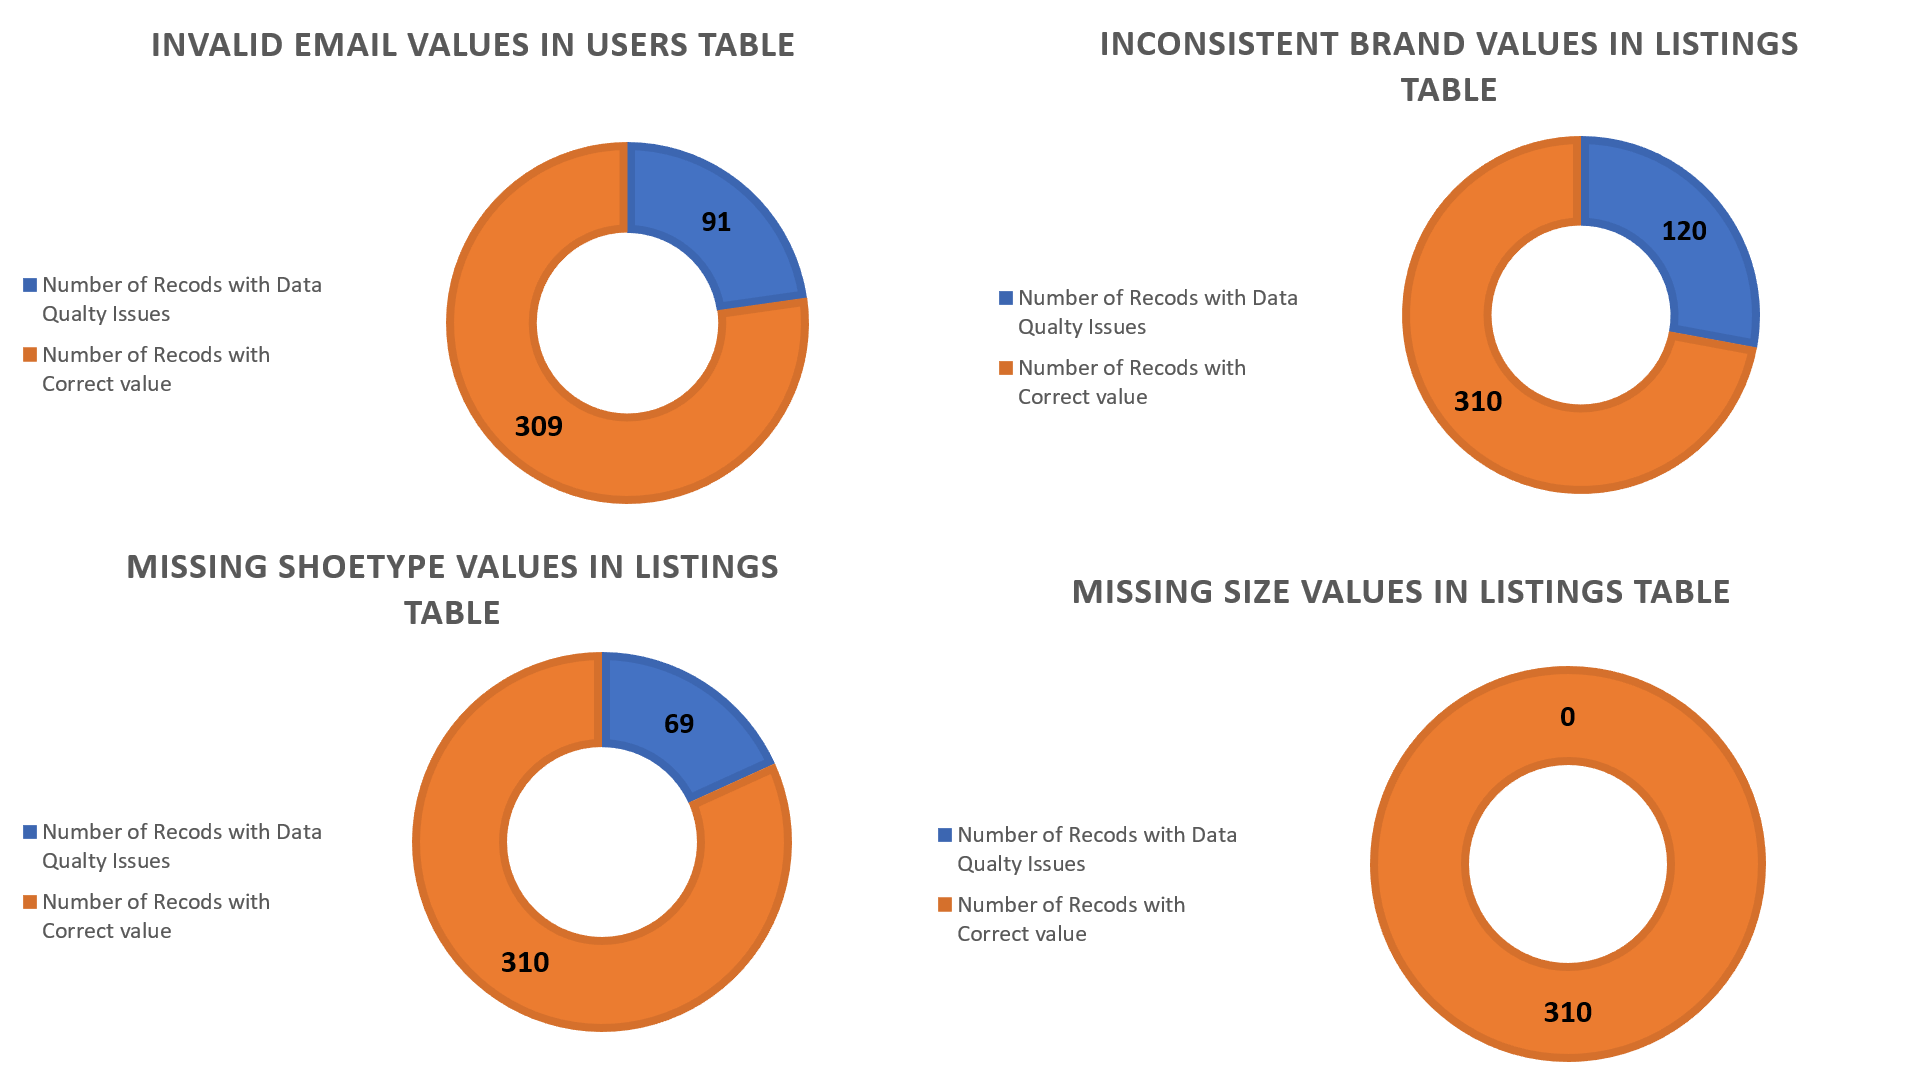 INVALID EMAIL VALUES IN USERS TABLE
Number of Recods with Data
Qualty Issues
Number of Recods with
Correct value
91
309
INCONSISTENT BRAND VALUES IN LISTINGS
TABLE
Number of Recods with Data
Qualty Issues
Number of Recods with
Correct value
120
310
MISSING SHOETYPE VALUES IN LISTINGS
TABLE
Number of Recods with Data
Qualty Issues
Number of Recods with
Correct value
69
310
MISSING SIZE VALUES IN LISTINGS TABLE
Number of Recods with Data
Qualty Issues
Number of Recods with
Correct value
0
310